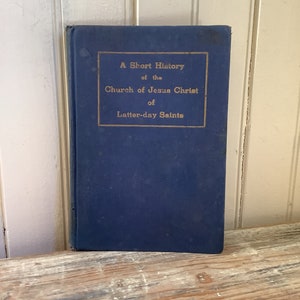 A Short History
of the
Church of Jesus Christ
of
Latter-day Saints